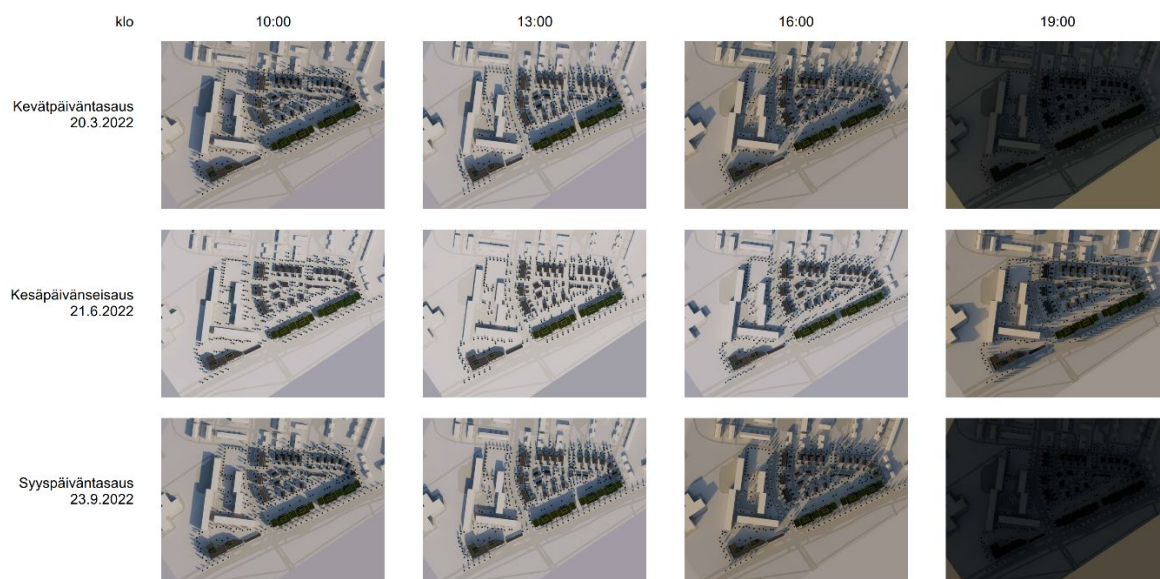 klo 10:00 13:00 16:00 19:00
Kevätpäiväntasaus
20.3.2022
Kesäpäivänseisaus
21.6.2022
Syyspäiväntasaus
23.9.2022